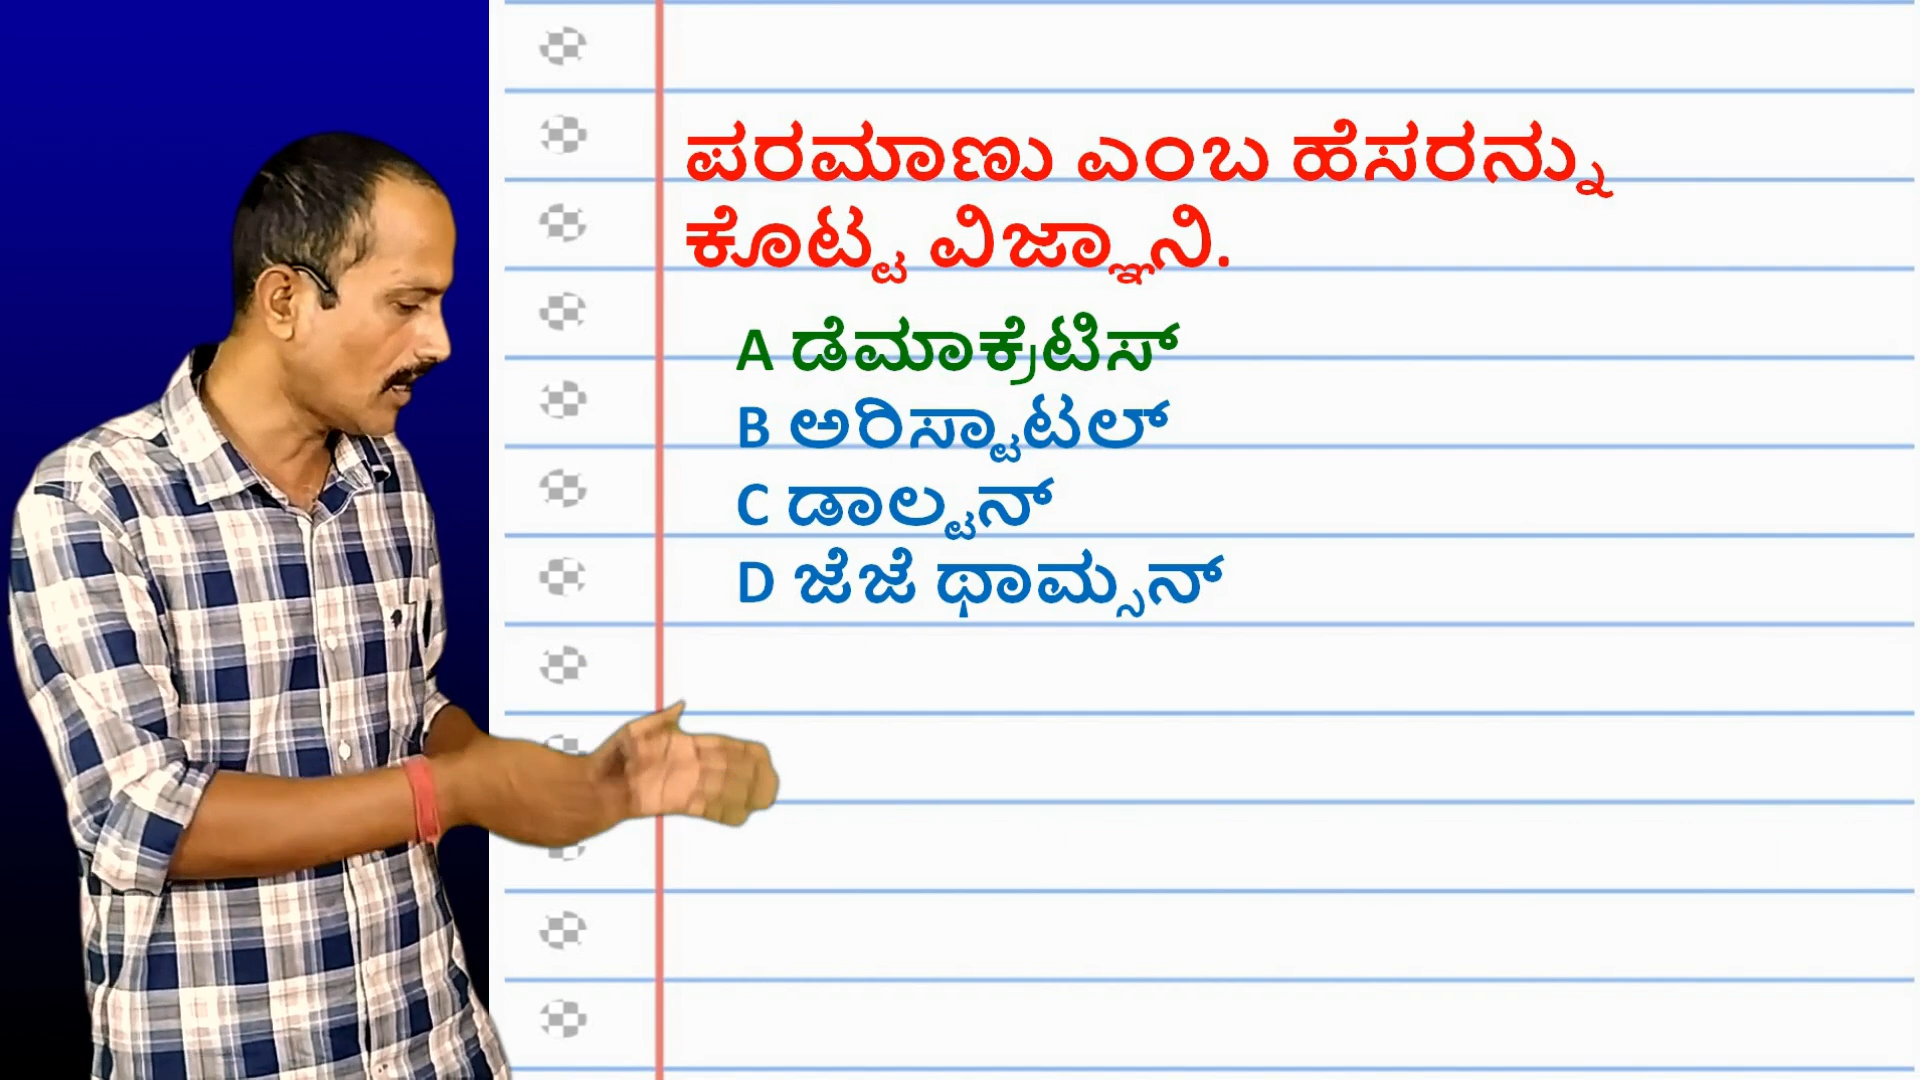 ಪರಮಾಣು ಎಂಬ ಹೆಸರನ್ನು
ಕೊಟ್ಟ ವಿಜ್ಞಾನಿ.
A ಡೆಮಾಕ್ರೆಟಿಸ್
B ಅರಿಸ್ಟಾಟಲ್
C ಡಾಲ್ಟನ್
D ಜೆಜೆ ಥಾಮ್ಸನ್